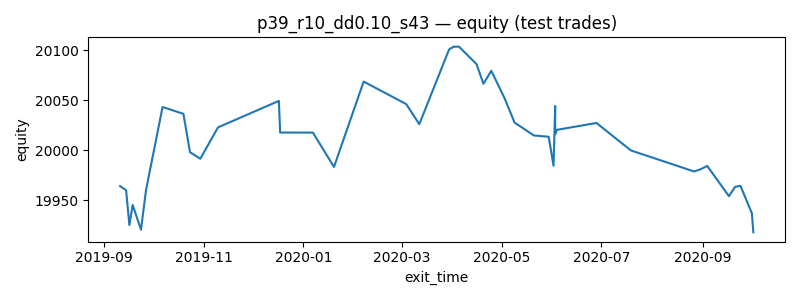 p39_r10_dd0.10_s43 — equity (test trades)
equity
20100
20050
20000
19950
2019-09 2019-11 2020-01 2020-03 2020-05 2020-07 2020-09
exit_time